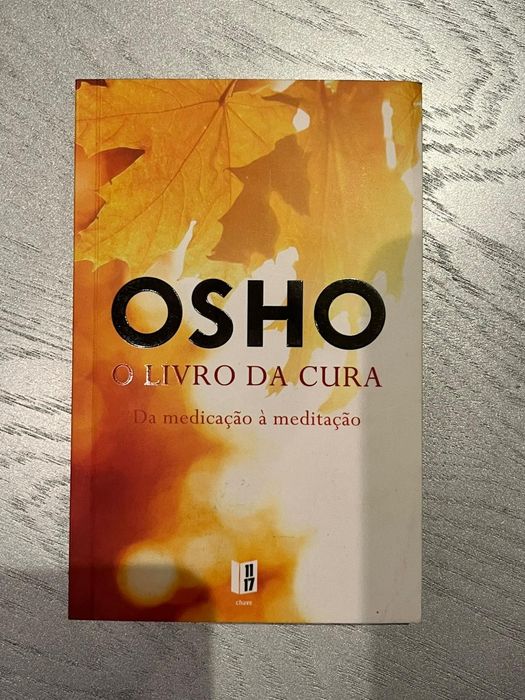 OSHO
O LIVRO DA CURA
Da medicação à meditação
11
17
chave